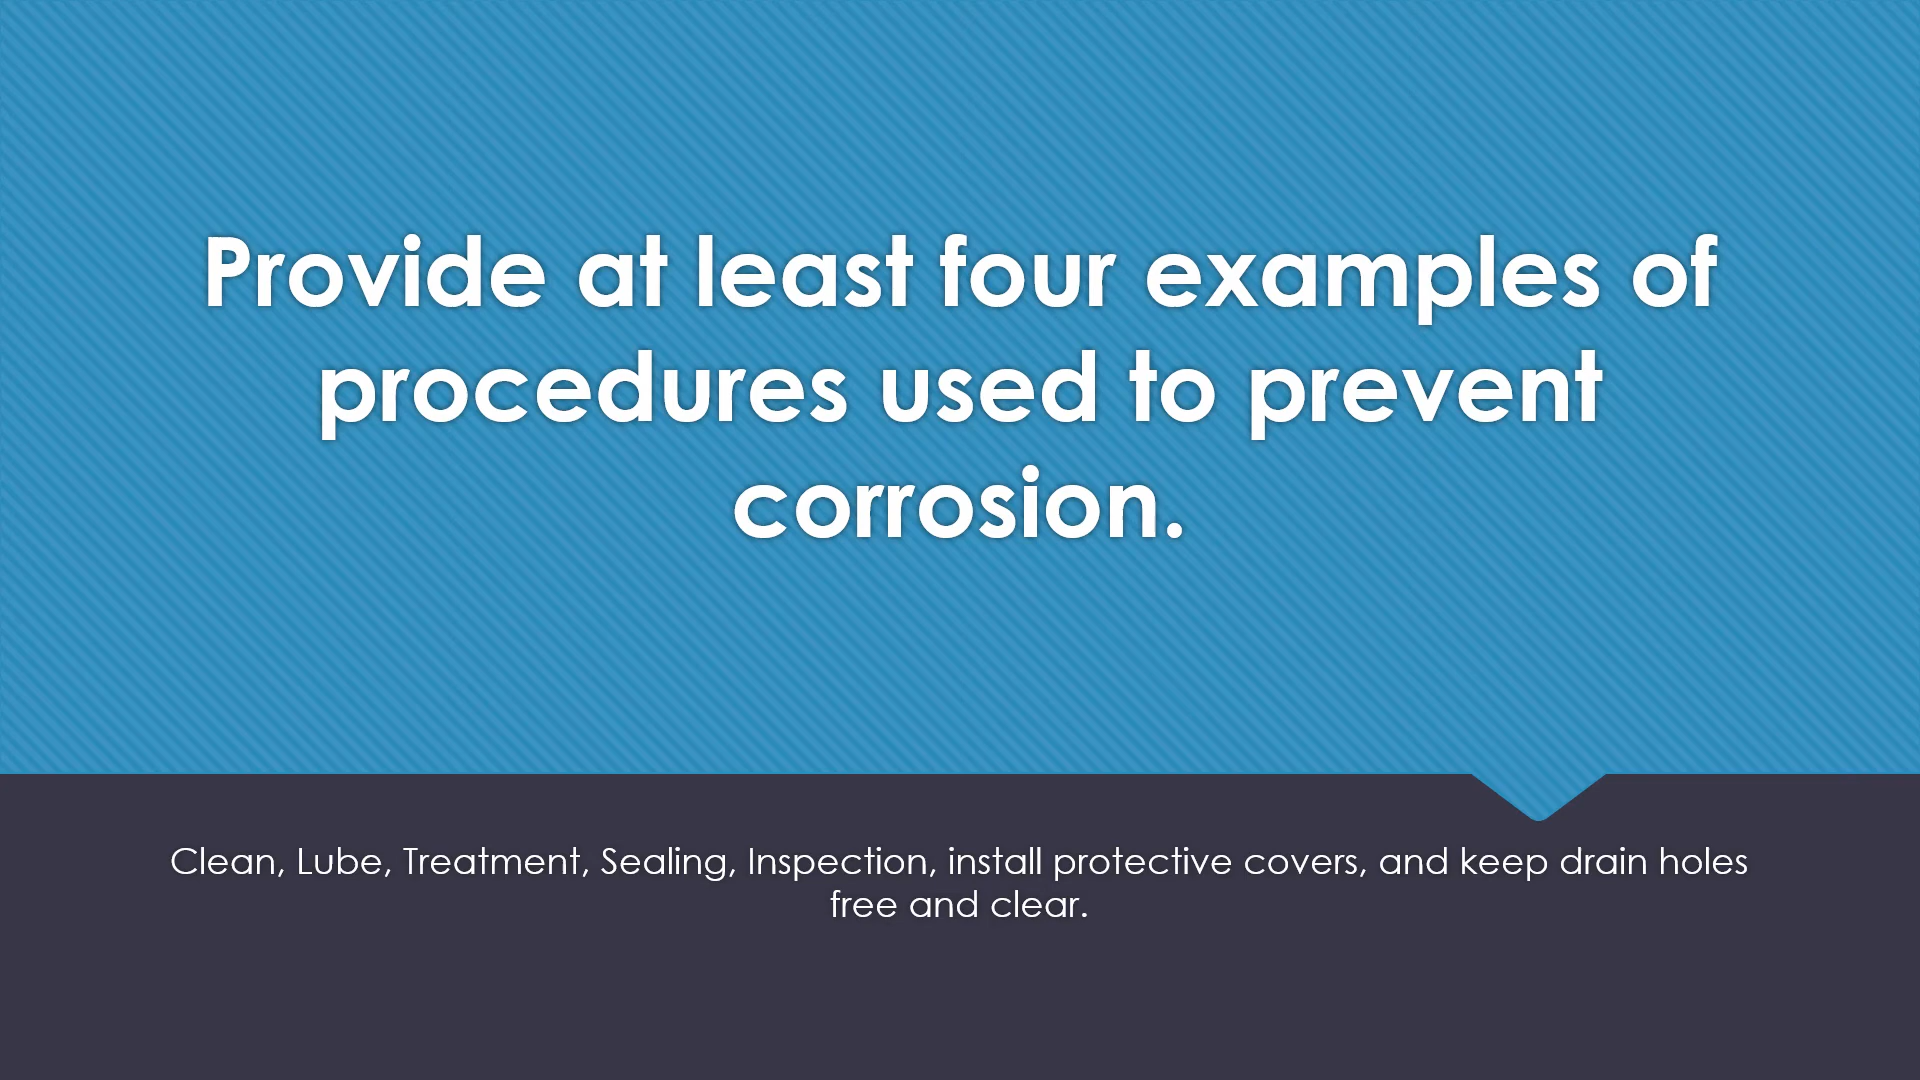 Provide at least four examples of
procedures used to prevent
corrosion.
Clean, Lube, Treatment, Sealing, Inspection, install protective covers, and keep drain holes
free and clear.